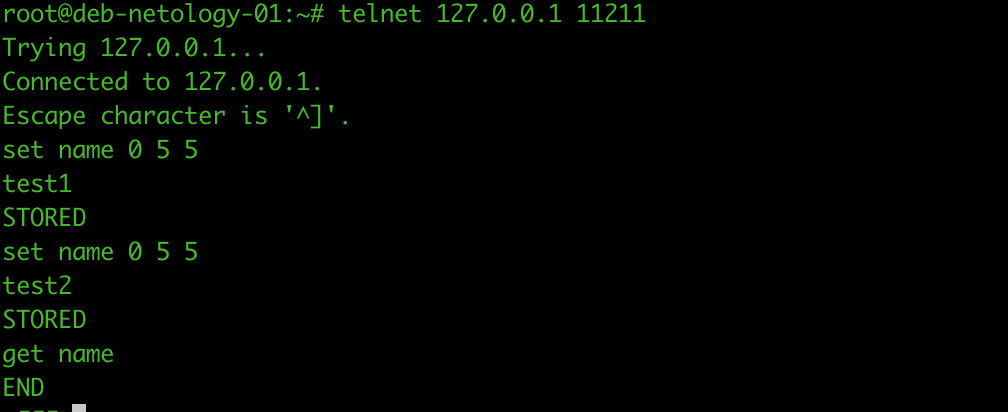 root@deb-netology-01:~# telnet 127.0.0.1 11211
Trying 127.0.0.1...
Connected to 127.0.0.1.
Escape character is '^]'.
set name 0 5 5
test1
STORED
set name 0 5 5
test2
STORED
get name
END